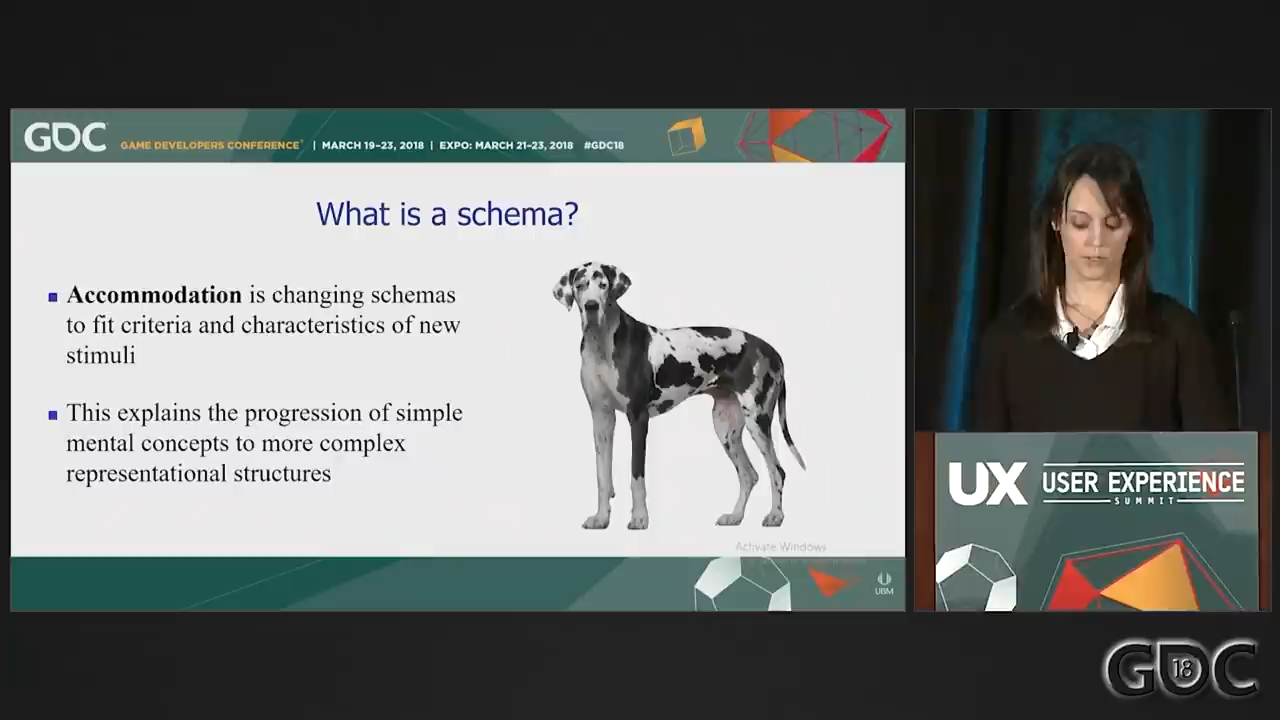 GDC
GAME DEVELOPERS CONFERENCE | MARCH 19–23, 2018 | EXPO: MARCH 21–23, 2018 #GDC18
What is a schema?
Accommodation is changing schemas
to fit criteria and characteristics of new
stimuli
This explains the progression of simple
mental concepts to more complex
representational structures
Activate Windows
UBM
UX USER EXPERIENCE
SUMMIT
GDC
18